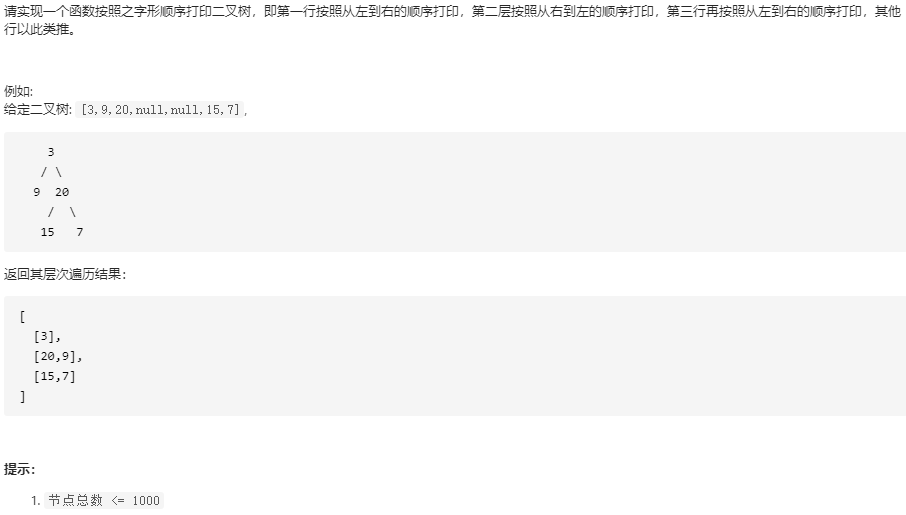 请实现一个函数按照之字形顺序打印二叉树，即第一行按照从左到右的顺序打印，第二层按照从右到左的顺序打印，第三行再按照从左到右的顺序打印，其他
行以此类推。
例如:
给定二叉树: [3,9,20,null,null,15,7],
3
/ \
9 20
/ \
15 7
返回其层次遍历结果：
[
[3],
[20,9],
[15,7]
]
提示：
1. 节点总数 <= 1000